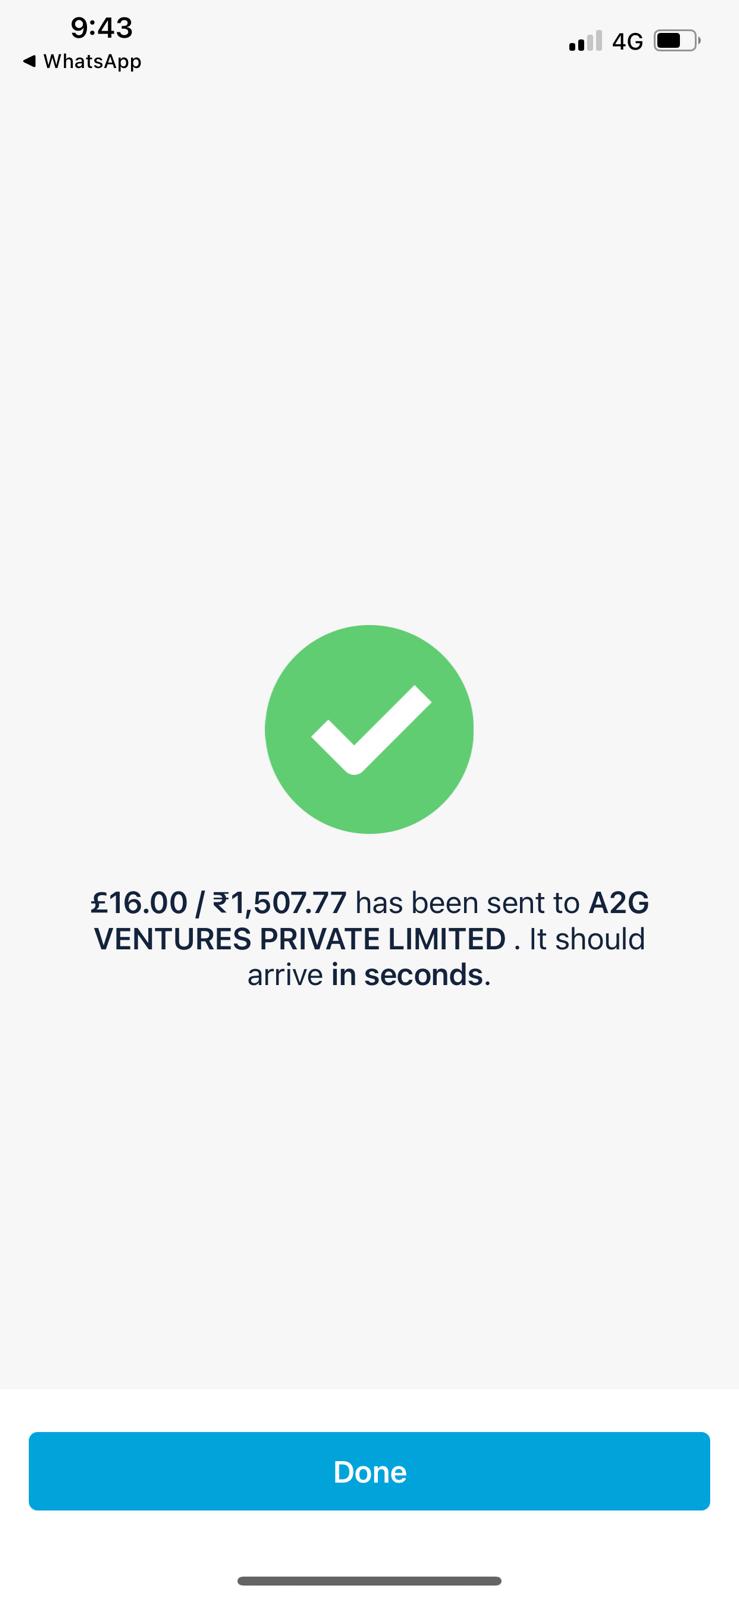 9:43
◀ WhatsApp
4G
£16.00 / ₹1,507.77 has been sent to A2G
VENTURES PRIVATE LIMITED . It should
arrive in seconds.
Done